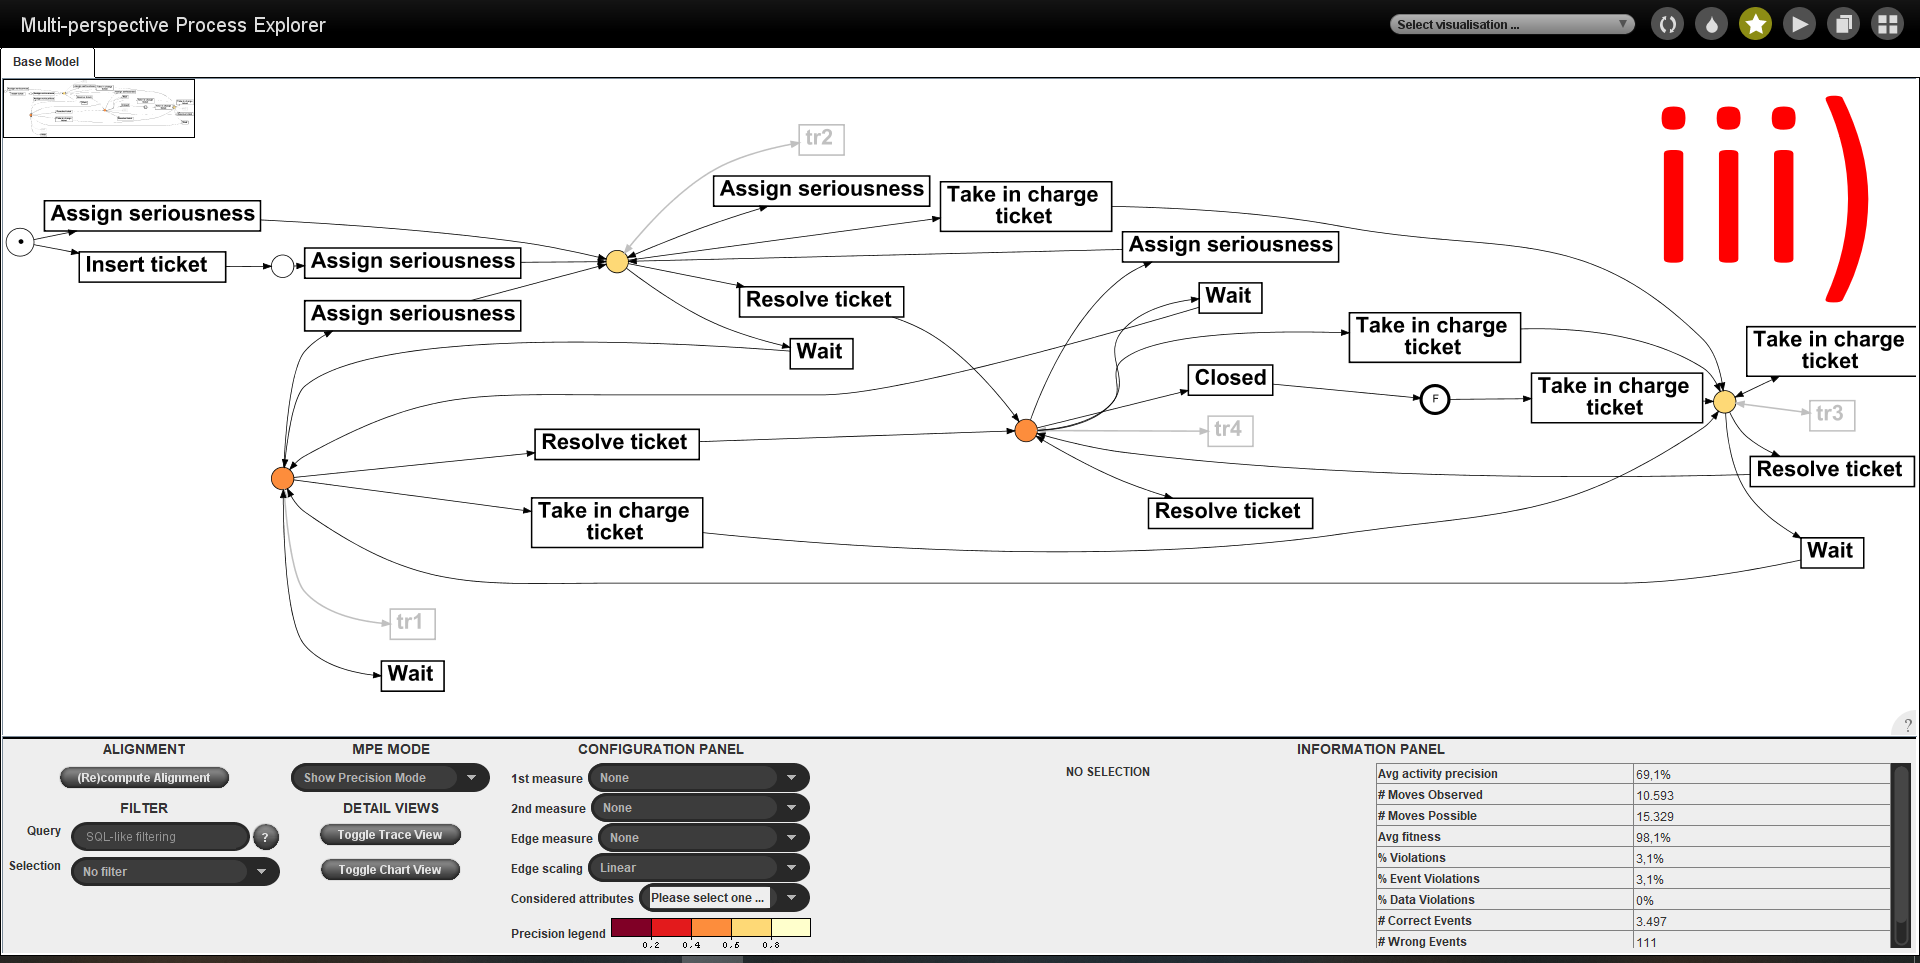 Multi-perspective Process Explorer
Select visualisation ...
Base Model
iii)
tr2
Assign seriousness
Take in charge
ticket
Assign seriousness
Assign seriousness
Insert ticket
Assign seriousness
Resolve ticket
Wait
Assign seriousness
Take in charge
ticket
Take in charge
ticket
Wait
Closed
Take in charge
ticket
F
tr3
tr4
Resolve ticket
Resolve ticket
Take in charge
ticket
Resolve ticket
Wait
tr1
Wait
?
ALIGNMENT
(Re)compute Alignment
FILTER
Query
SQL-like filtering
?
Selection
No filter
MPE MODE
Show Precision Mode
DETAIL VIEWS
Toggle Trace View
Toggle Chart View
CONFIGURATION PANEL
1st measure None
2nd measure None
Edge measure None
Edge scaling Linear
Considered attributes Please select one ...
Precision legend
0.2 0.4 0.6 0.8
INFORMATION PANEL
NO SELECTION
Avg activity precision 69,1%
# Moves Observed 10.593
# Moves Possible 15.329
Avg fitness 98,1%
% Violations 3,1%
% Event Violations 3,1%
% Data Violations 0%
# Correct Events 3.497
# Wrong Events 111